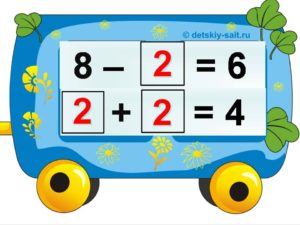 © detskiy-sait.ru
8 – 2 = 6
2 + 2 = 4